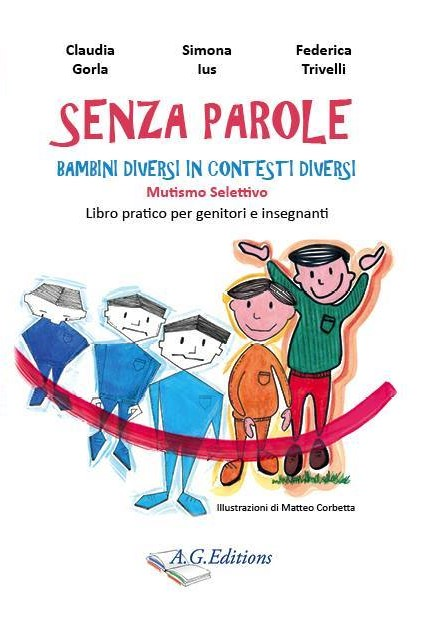 Claudia Gorla
Simona Ius
Federica Trivelli
SENZA PAROLE
BAMBINI DIVERSI IN CONTESTI DIVERSI
Mutismo Selettivo
Libro pratico per genitori e insegnanti
Illustrazioni di Matteo Corbetta
A.G.Editions